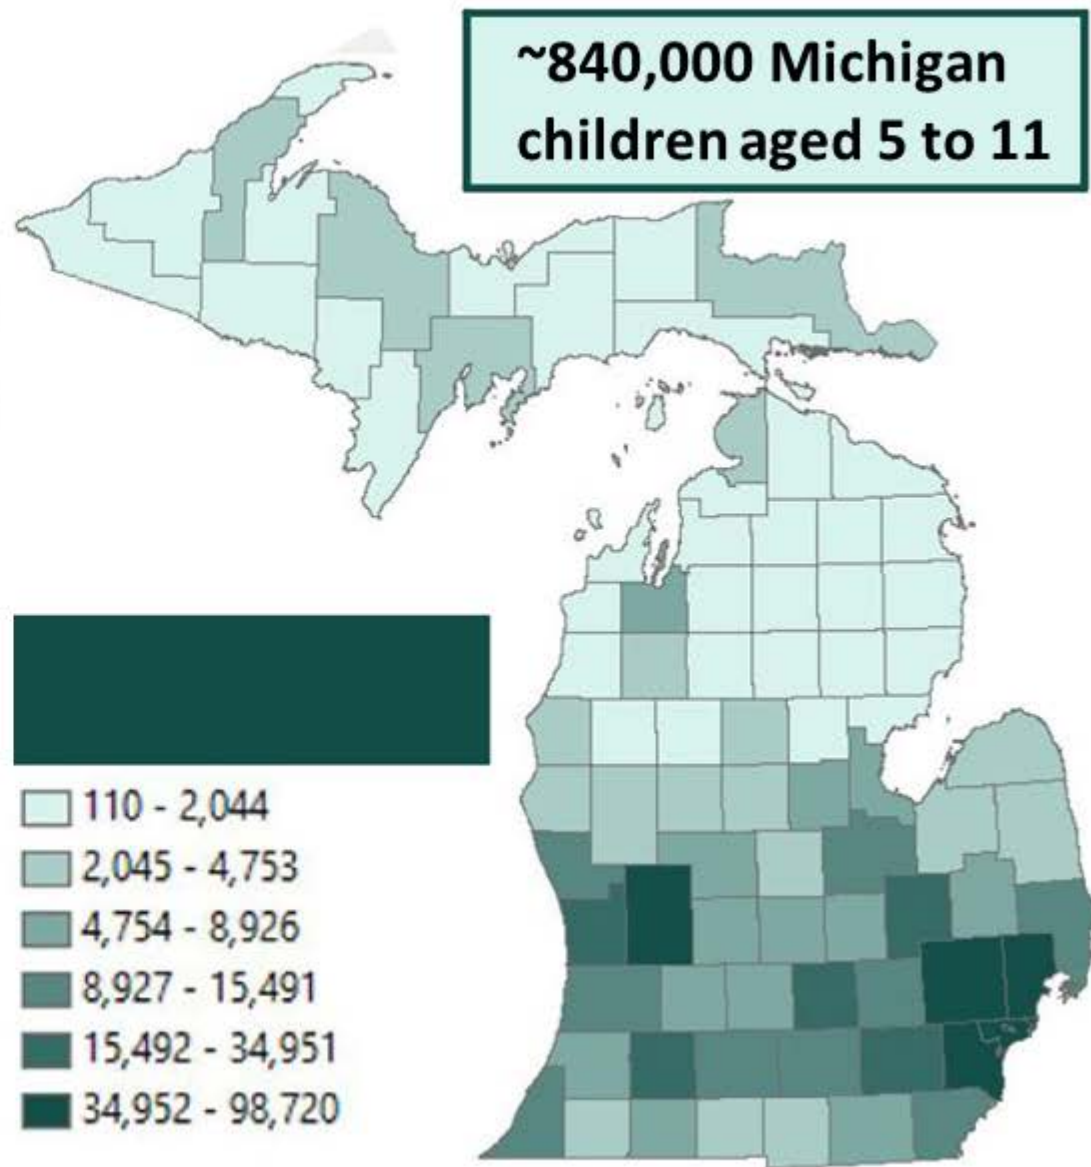 ~840,000 Michigan
children aged 5 to 11
110 - 2,044
2,045 - 4,753
4,754 - 8,926
8,927 - 15,491
15,492 - 34,951
34,952 - 98,720